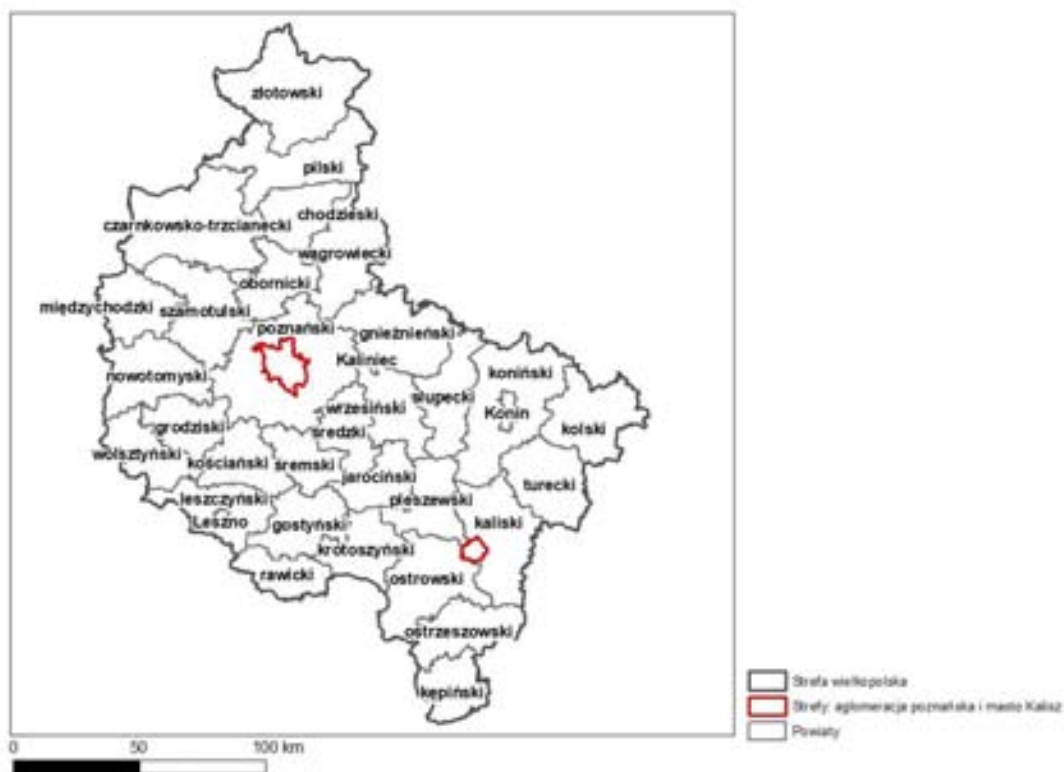 złotowski
pilski
chodzieski
czarnkowsko-trzcianecki
wągrowiecki
obornicki
międzychodzki
szamotulski
poznański
gnieźnieński
Kaliniec
koniński
nowotomyski
słupecki
wrzesiński
Konin
kolski
grodziski
średzki
wolsztyński
kościański
śremski
jarociński
turecki
leszczyński
pleszewski
Leszno
gostyński
kaliski
krotoszyński
rawicki
ostrowski
ostrzeszowski
kępiński
Strefa wielkopolska
Strefy: aglomeracja poznańska i miasto Kalisz
Powiaty
0 50 100 km